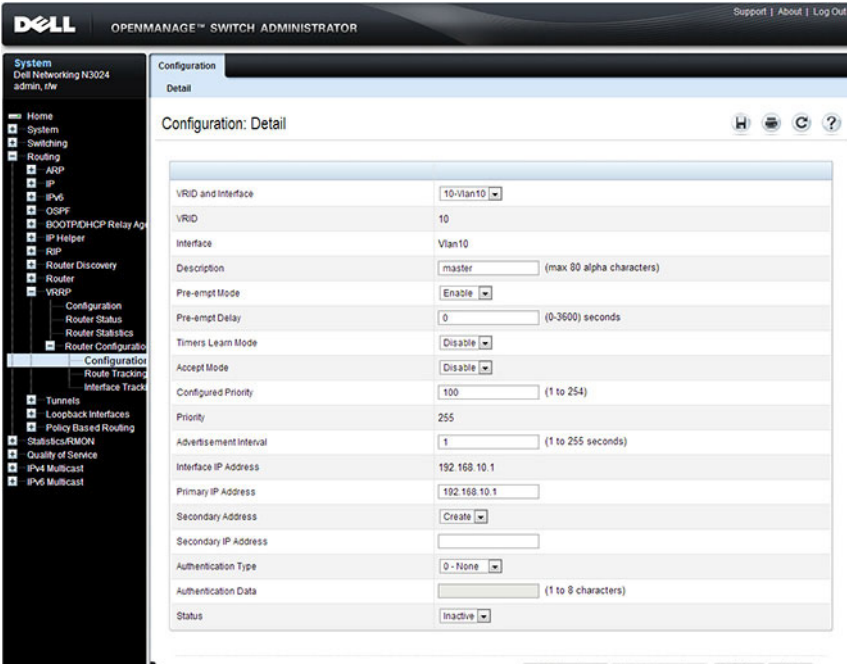 Support | About | Log Out
DELL OPENMANAGE™ SWITCH ADMINISTRATOR
System
Dell Networking N3024
admin, r/w
Home
System
Switching
Routing
ARP
IP
IPv6
OSPF
BOOTP/DHCP Relay Age
IP Helper
RIP
Router Discovery
Router
VRRP
Configuration
Router Status
Router Statistics
Router Configuratio
Configuration
Route Tracking
Interface Tracki
Tunnels
Loopback Interfaces
Policy Based Routing
Statistics/RMON
Quality of Service
IPv4 Multicast
IPv6 Multicast
Configuration
Detail
Configuration: Detail
VRID and Interface 10-Vlan10
VRID 10
Interface Vlan10
Description master (max 80 alpha characters)
Pre-empt Mode Enable
Pre-empt Delay 0 (0-3600) seconds
Timers Learn Mode Disable
Accept Mode Disable
Configured Priority 100 (1 to 254)
Priority 255
Advertisement Interval 1 (1 to 255 seconds)
Interface IP Address 192.168.10.1
Primary IP Address 192.168.10.1
Secondary Address Create
Secondary IP Address
Authentication Type 0 - None
Authentication Data (1 to 8 characters)
Status Inactive